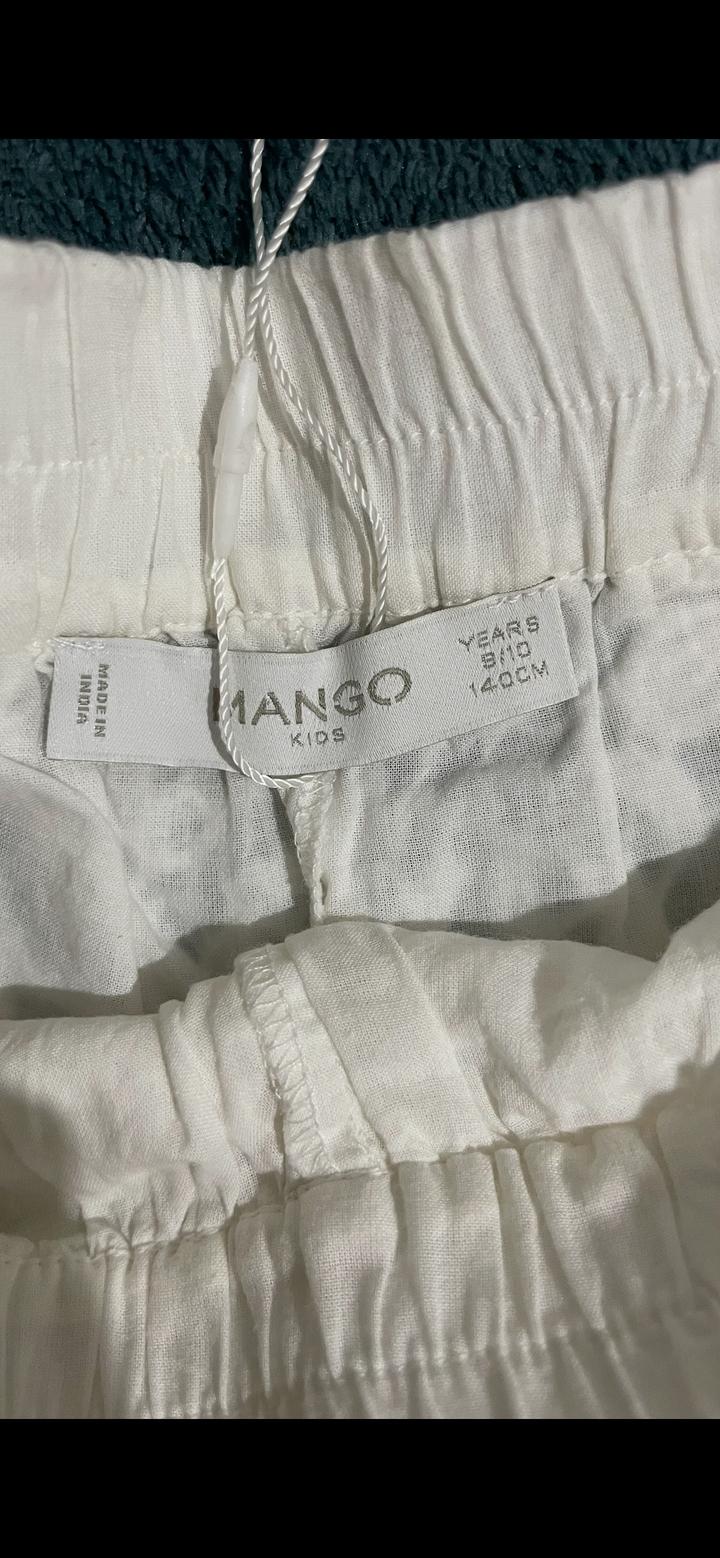 MADE IN
INDIA
MANGO
KIDS
YEARS
9/10
140CM